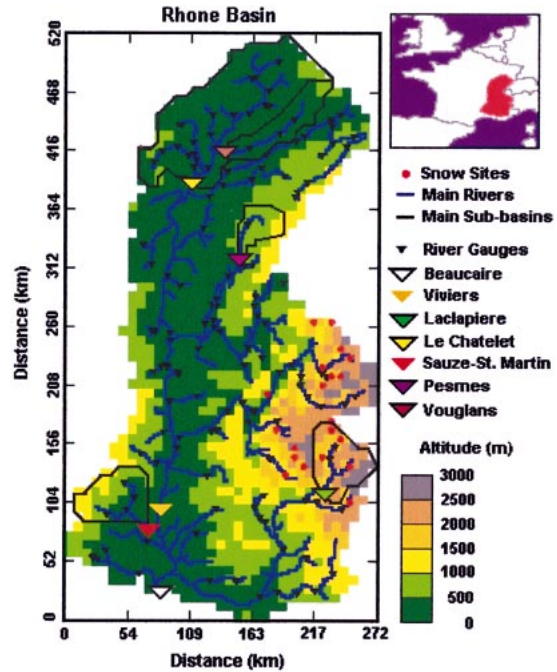 Rhone Basin
520
468
416
364
312
260
208
156
104
52
0
Distance (km)
0 54 109 163 217 272
Distance (km)
Snow Sites
Main Rivers
Main Sub-basins
River Gauges
Beaucaire
Viviers
Laclapiere
Le Chatelet
Sauze-St. Martin
Pesmes
Vouglans
Altitude (m)
3000
2500
2000
1500
1000
500
0